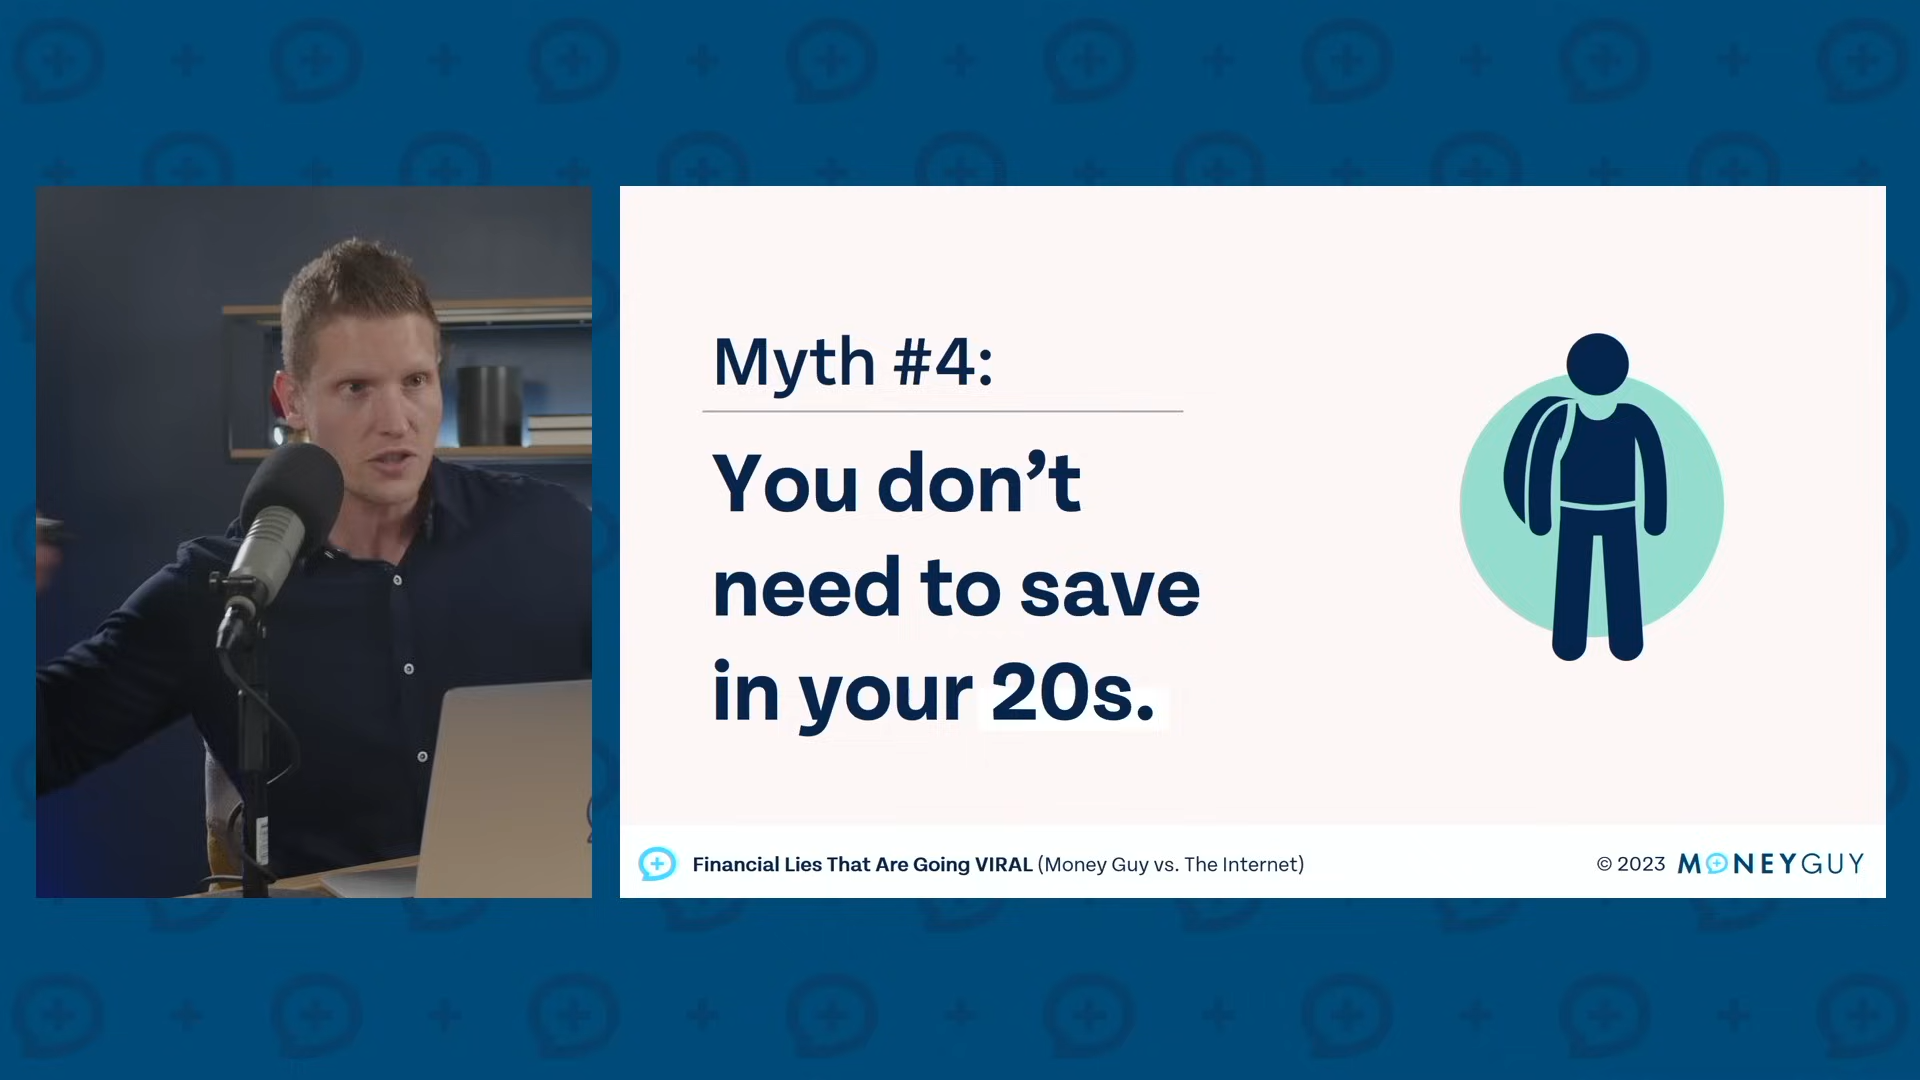 Myth #4:
You don’t
need to save
in your 20s.
Financial Lies That Are Going VIRAL (Money Guy vs. The Internet)
© 2023 MONEYGUY